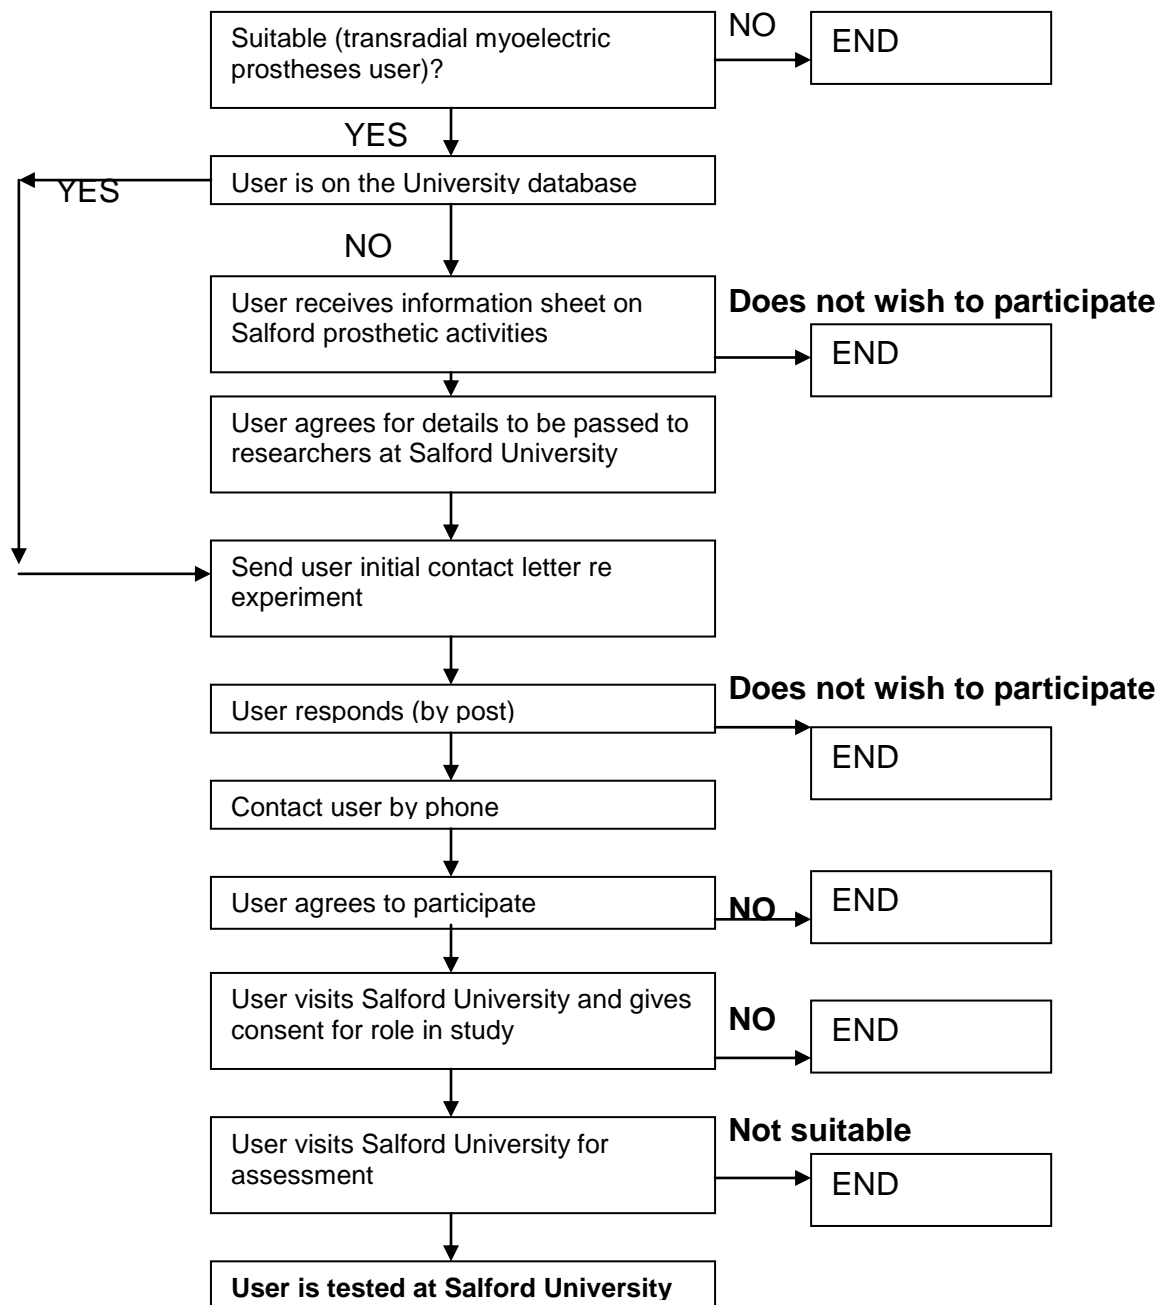 Suitable (transradial myoelectric
prostheses user)?
NO
END
YES
User is on the University database
YES
NO
User receives information sheet on
Salford prosthetic activities
Does not wish to participate
END
User agrees for details to be passed to
researchers at Salford University
Send user initial contact letter re
experiment
User responds (by post)
Does not wish to participate
END
Contact user by phone
User agrees to participate
NO
END
User visits Salford University and gives
consent for role in study
NO
END
User visits Salford University for
assessment
Not suitable
END
User is tested at Salford University